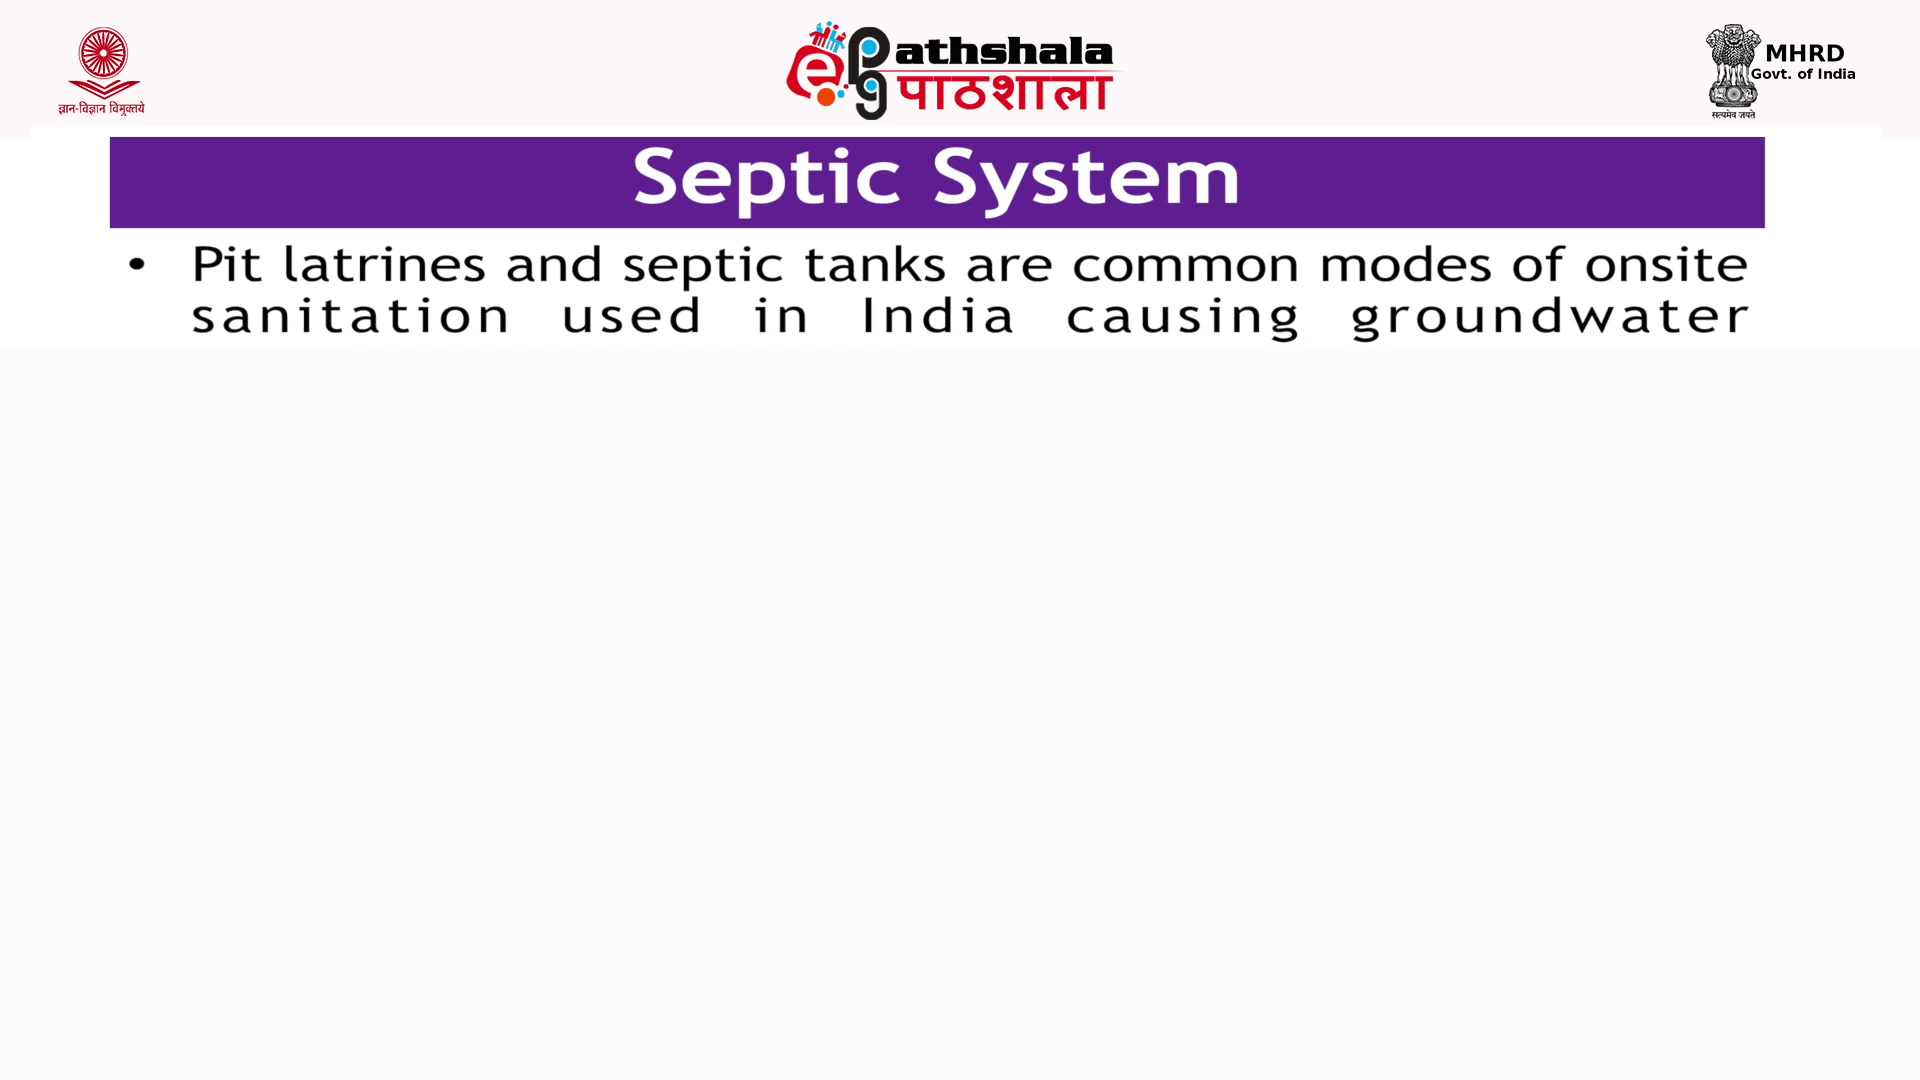 ज्ञान-विज्ञान विमुक्तये
ePathshala
पाठशाला
MHRD
Govt. of India
सत्यमेव जयते
Septic System
• Pit latrines and septic tanks are common modes of onsite
sanitation used in India causing groundwater